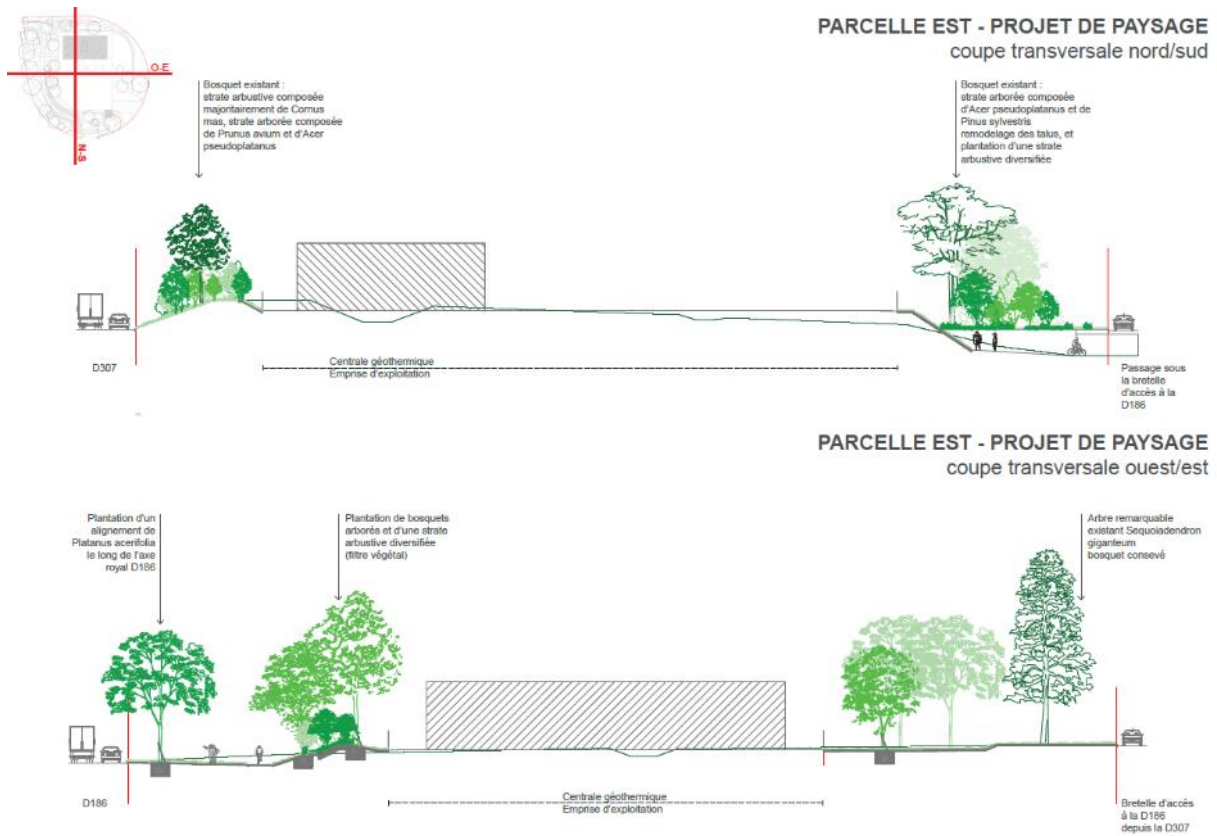 PARCELLE EST - PROJET DE PAYSAGE
coupe transversale nord/sud
O-E
N-S
Bosquet existant :
strate arbustive composée
majoritairement de Cornus
mas, strate arborée composée
de Prunus avium et d'Acer
pseudoplatanus
Bosquet existant :
strate arborée composée
d'Acer pseudoplatanus et de
Pinus sylvestris
remodelage des talus, et
plantation d'une strate
arbustive diversifiée
D307
Centrale géothermique
Emprise d'exploitation
Passage sous
la bretelle
d'accès à la
D186
PARCELLE EST - PROJET DE PAYSAGE
coupe transversale ouest/est
Plantation d'un
alignement de
Platanus acerifolia
le long de l'axe
royal D186
Plantation de bosquets
arborés et d'une strate
arbustive diversifiée
(filtre végétal)
Arbre remarquable
existant Sequoiadendron
giganteum
bosquet consevé
D186
Centrale géothermique
Emprise d'exploitation
Bretelle d'accès
à la D186
depuis la D307